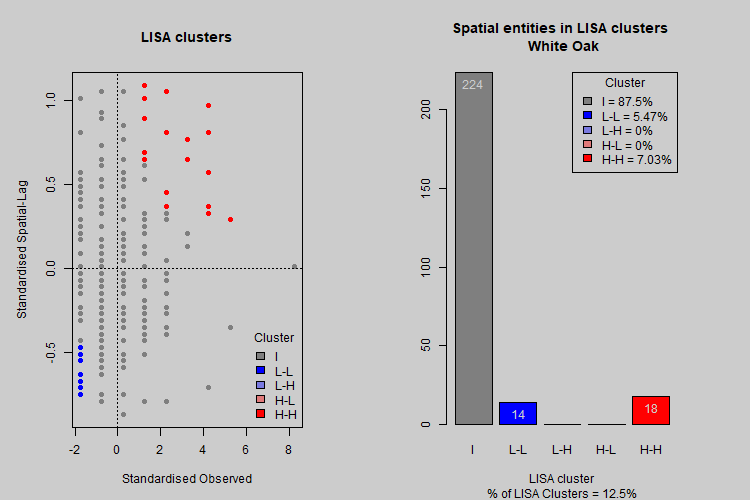 LISA clusters
Standardised Spatial-Lag
1.0
0.5
0.0
-0.5
-2
0
2
4
6
8
Standardised Observed
Cluster
I
L-L
L-H
H-L
H-H
Spatial entities in LISA clusters
White Oak
200
150
100
50
0
224
14
18
Cluster
I = 87.5%
L-L = 5.47%
L-H = 0%
H-L = 0%
H-H = 7.03%
I
L-L
L-H
H-L
H-H
LISA cluster
% of LISA Clusters = 12.5%